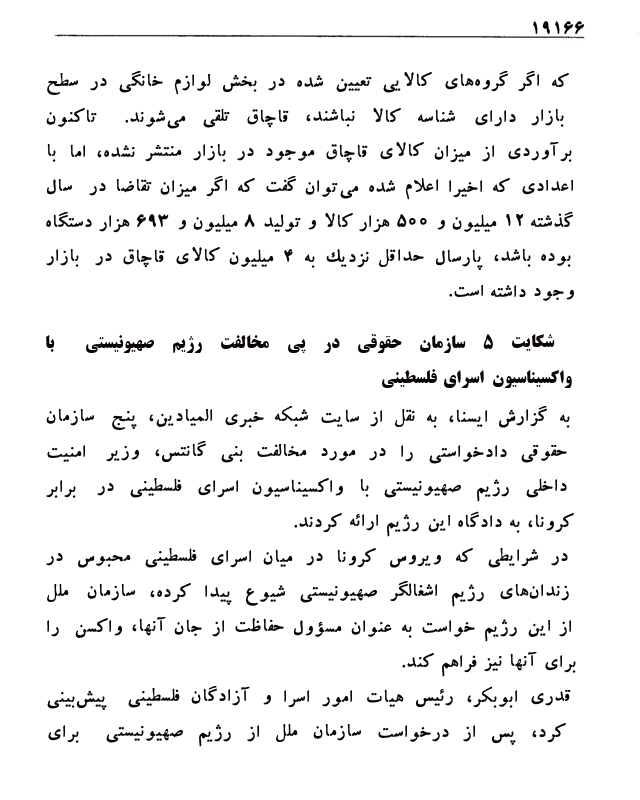 ۱۹۱۶۶
که اگر گروه‌های کالایی تعیین شده در بخش لوازم خانگی در سطح
بازار دارای شناسه کالا نباشند، قاچاق تلقی می‌شوند. تاکنون
برآوردی از میزان کالای قاچاق موجود در بازار منتشر نشده، اما با
اعدادی که اخیرا اعلام شده می‌توان گفت که اگر میزان تقاضا در سال
گذشته ۱۲ میلیون و ۵۰۰ هزار کالا و تولید ۸ میلیون و ۶۹۳ هزار دستگاه
بوده باشد، پارسال حداقل نزدیك به ۴ میلیون کالای قاچاق در بازار
وجود داشته است.
شکایت ۵ سازمان حقوقی در پی مخالفت رژیم صهیونیستی با
واکسیناسیون اسرای فلسطینی
به گزارش ایسنا، به نقل از سایت شبکه خبری المیادین، پنج سازمان
حقوقی دادخواستی را در مورد مخالفت بنی گانتس، وزیر امنیت
داخلی رژیم صهیونیستی با واکسیناسیون اسرای فلسطینی در برابر
کرونا، به دادگاه این رژیم ارائه کردند.
در شرایطی که ویروس کرونا در میان اسرای فلسطینی محبوس در
زندان‌های رژیم اشغالگر صهیونیستی شیوع پیدا کرده، سازمان ملل
از این رژیم خواست به عنوان مسؤول حفاظت از جان آنها، واکسن را
برای آنها نیز فراهم کند.
قدری ابوبکر، رئیس هیات امور اسرا و آزادگان فلسطینی پیش‌بینی
کرد، پس از درخواست سازمان ملل از رژیم صهیونیستی برای